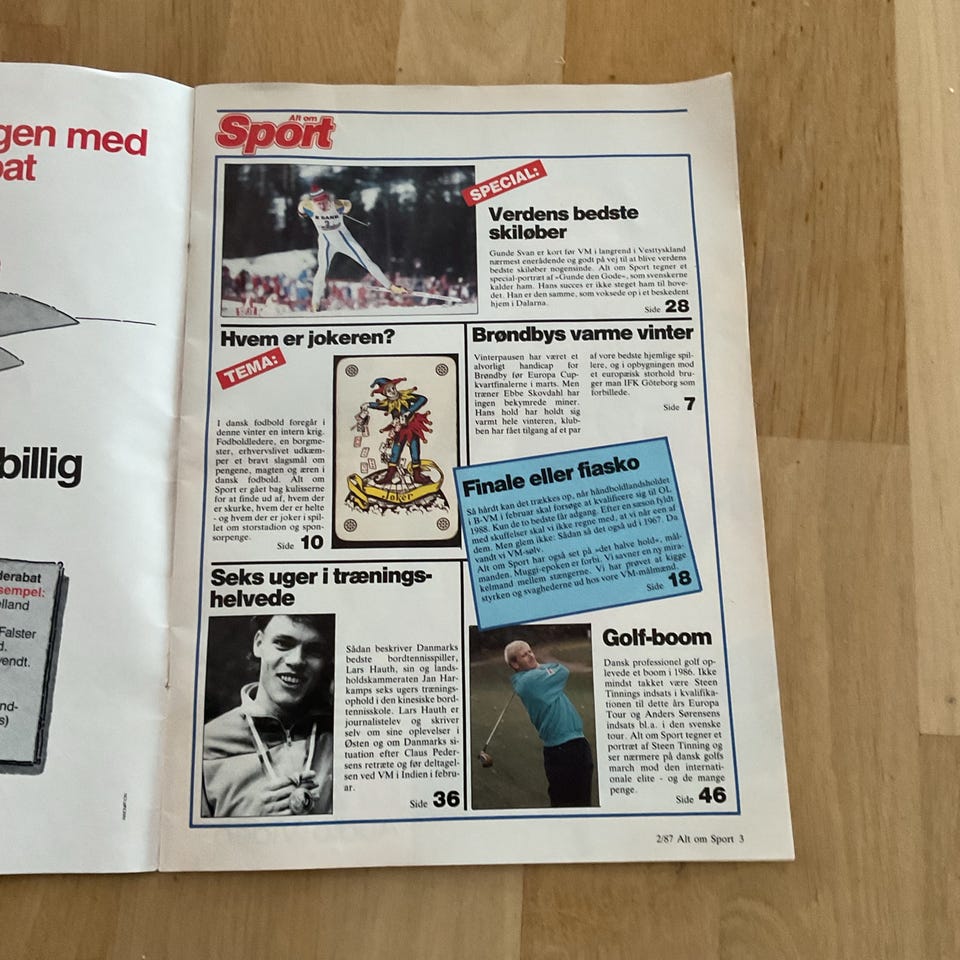 gen med
bat
billig
derabat
sempel:
lland
Falster
d.
vendt.
nd-
s)
Alt om
Sport
SPECIAL:
Verdens bedste
skiløber
Gunde Svan er kort før VM i langrend i Vesttyskland
nærmest enerådende og godt på vej til at blive verdens
bedste skiløber nogensinde. Alt om Sport tegner et
special-portræt af »Gunde den Gode«, som svenskerne
kalder ham. Hans succes er ikke steget ham til hove-
det. Han er den samme, som voksede op i et beskedent
hjem i Dalarna.
Side 28
Hvem er jokeren?
TEMA:
I dansk fodbold foregår i
denne vinter en intern krig.
Fodboldledere, en borgme-
ster, erhvervslivet udkæm-
per et bravt slagsmål om
pengene, magten og æren i
dansk fodbold. Alt om
Sport er gået bag kulisserne
for at finde ud af, hvem der
er skurke, hvem der er helte
- og hvem der er joker i spil-
let om storstadion og spon-
sorpenge.
Side 10
Joker
Brøndbys varme vinter
Vinterpausen har været et
alvorligt handicap for
Brøndby før Europa Cup-
kvartfinalerne i marts. Men
træner Ebbe Skovdahl har
ingen bekymrede miner.
Hans hold har holdt sig
varmt hele vinteren, klub-
ben har fået tilgang af et par
af vore bedste hjemlige spil-
lere, og i opbygningen mod
et europæisk storhold bru-
ger man IFK Göteborg som
forbillede.
Side 7
Finale eller fiasko
Så hårdt kan det trækkes op, når håndboldlandsholdet
i B-VM i februar skal forsøge at kvalificere sig til OL
1988. Kun de to bedste får adgang. Efter en sæson fyldt
med skuffelser skal vi ikke regne med, at vi når een af
dem. Men glem ikke: Sådan så det også ud i 1967. Da
vandt vi VM-sølv.
Alt om Sport har også set på »det halve hold«, mål-
manden. Muggi-epoken er forbi. Vi savner en ny mira-
kelmand mellem stængerne. Vi har prøvet at kigge
styrken og svaghederne ud hos vore VM-målmænd.
Side 18
Seks uger i trænings-
helvede
Sådan beskriver Danmarks
bedste bordtennisspiller,
Lars Hauth, sin og lands-
holdskammeraten Jan Har-
kamps seks ugers trænings-
ophold i den kinesiske bord-
tennisskole. Lars Hauth er
journalistelev og skriver
selv om sine oplevelser i
Østen og om Danmarks si-
tuation efter Claus Peder-
sens retræte og før deltagel-
sen ved VM i Indien i febru-
ar.
Side 36
Golf-boom
Dansk professionel golf op-
levede et boom i 1986. Ikke
mindst takket være Steen
Tinnings indsats i kvalifika-
tionen til dette års Europa
Tour og Anders Sørensens
indsats bl.a. i den svenske
tour. Alt om Sport tegner et
portræt af Steen Tinning og
ser nærmere på dansk golfs
march mod den internati-
onale elite - og de mange
penge.
Side 46
2/87 Alt om Sport 3